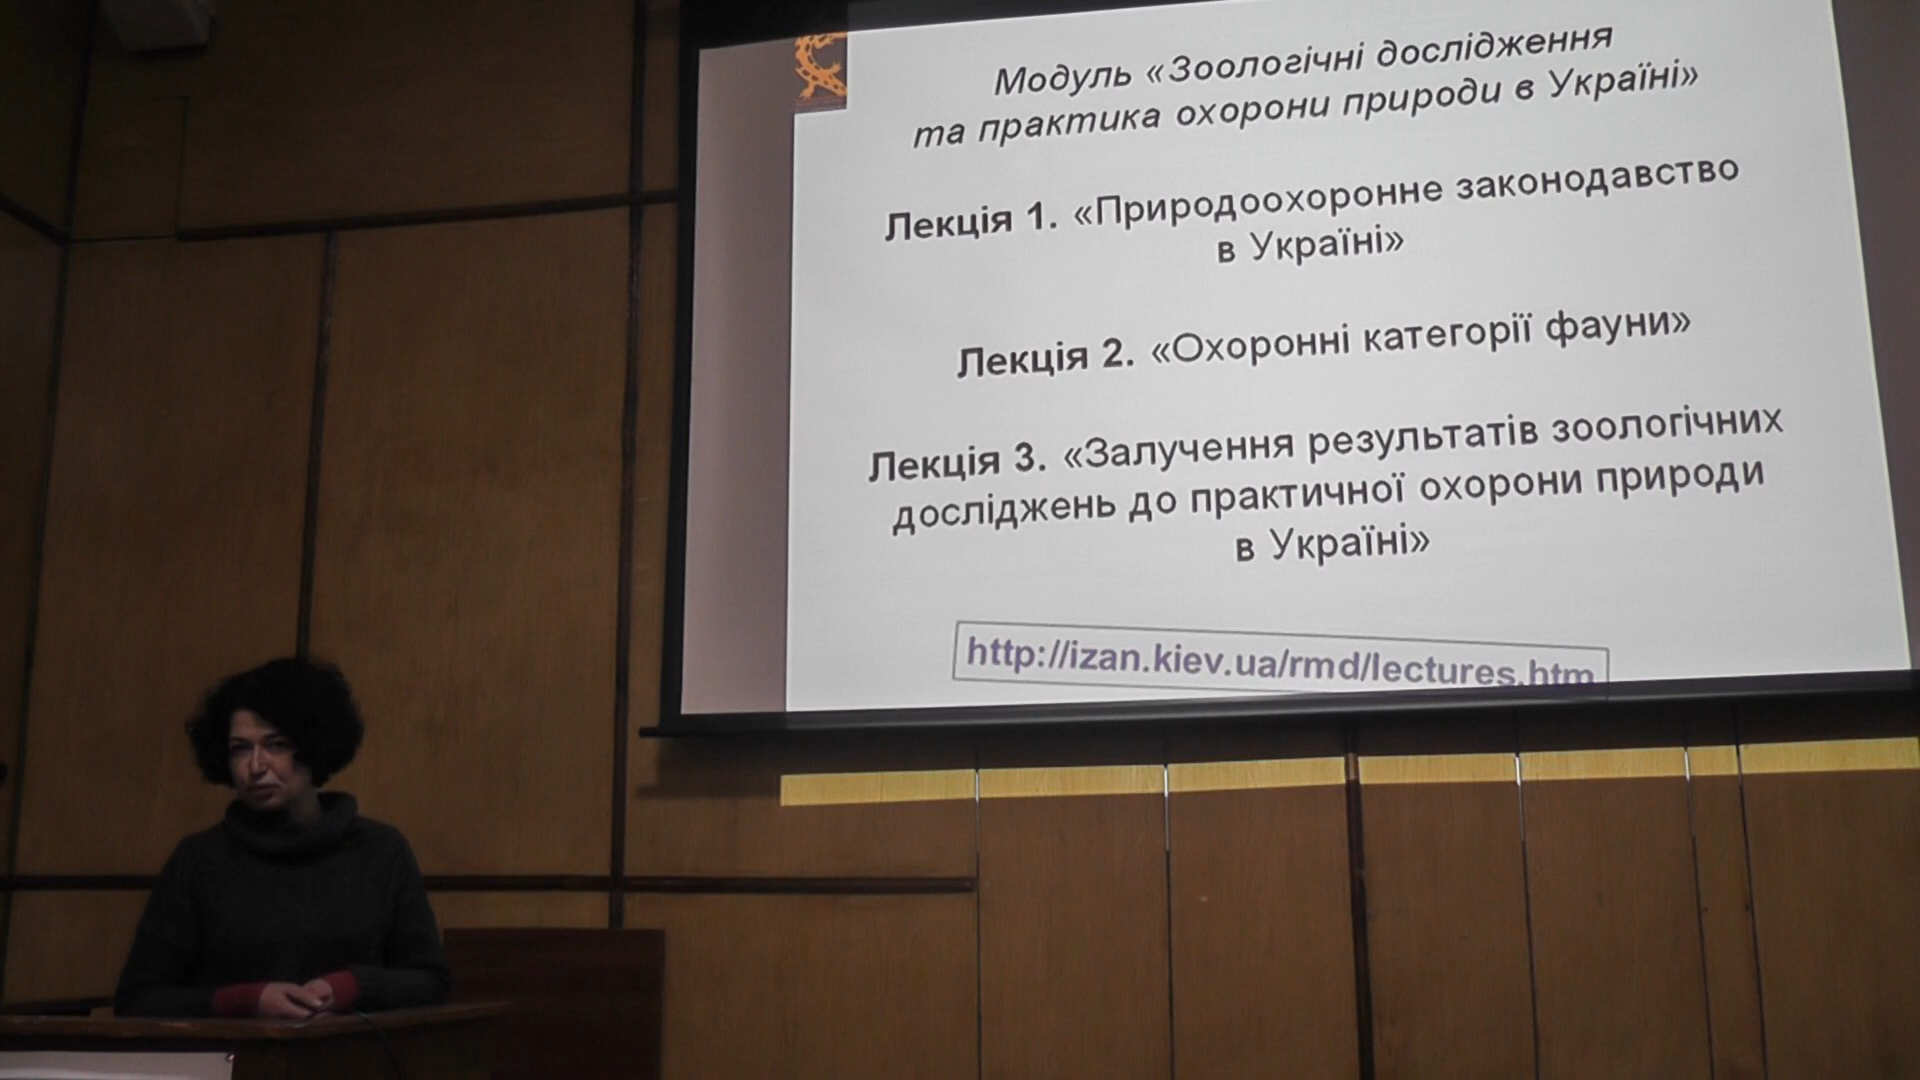 Модуль «Зоологічні дослідження
та практика охорони природи в Україні»
Лекція 1. «Природоохоронне законодавство
в Україні»
Лекція 2. «Охоронні категорії фауни»
Лекція 3. «Залучення результатів зоологічних
досліджень до практичної охорони природи
в Україні»
http://izan.kiev.ua/rmd/lectures.htm